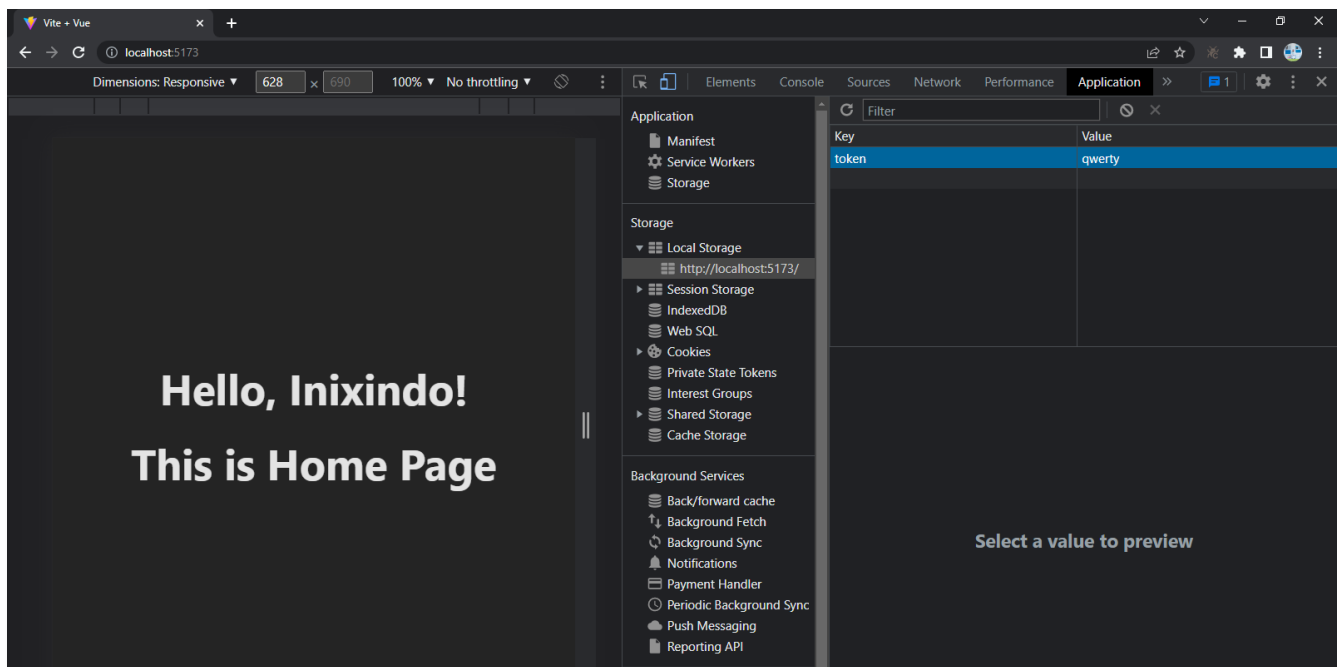 Vite + Vue
localhost:5173
Dimensions: Responsive ▼ 628 × 690 100% ▼ No throttling ▼
Elements Console Sources Network Performance Application » 1
Application
Manifest
Service Workers
Storage
Storage
Local Storage
http://localhost:5173/
Session Storage
IndexedDB
Web SQL
Cookies
Private State Tokens
Interest Groups
Shared Storage
Cache Storage
Background Services
Back/forward cache
Background Fetch
Background Sync
Notifications
Payment Handler
Periodic Background Sync
Push Messaging
Reporting API
Filter
Key Value
token qwerty
Select a value to preview
Hello, Inixindo!
This is Home Page